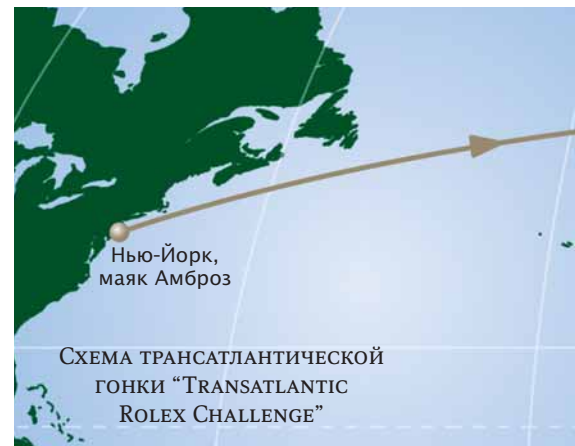 Нью-Йорк,
маяк Амброз
Схема трансатлантической
гонки “Transatlantic
Rolex Challenge”